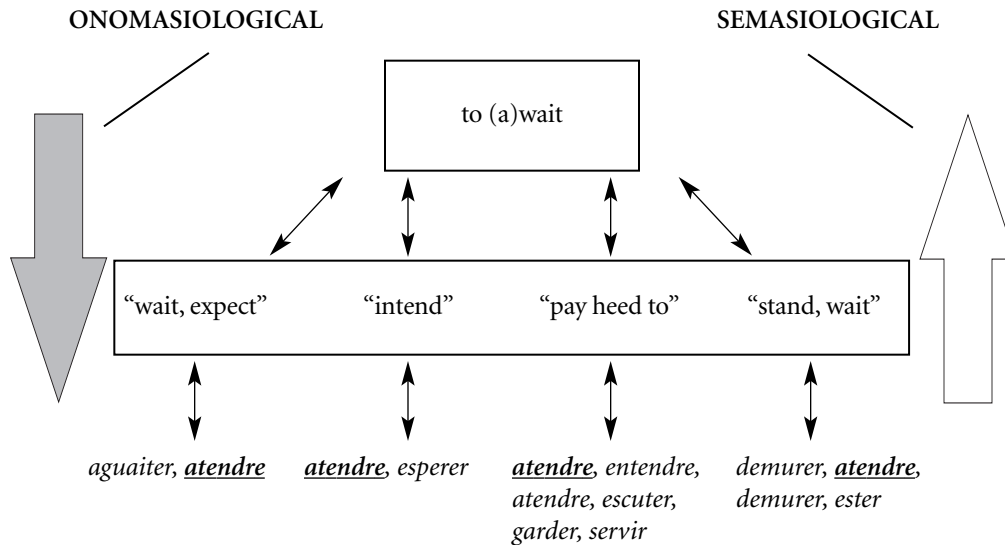 ONOMASIOLOGICAL SEMASIOLOGICAL
to (a)wait
“wait, expect” “intend” “pay heed to” “stand, wait”
aguaiter, atendre atendre, esperer atendre, entendre, demurer, atendre,
atendre, escuter, demurer, ester
garder, servir